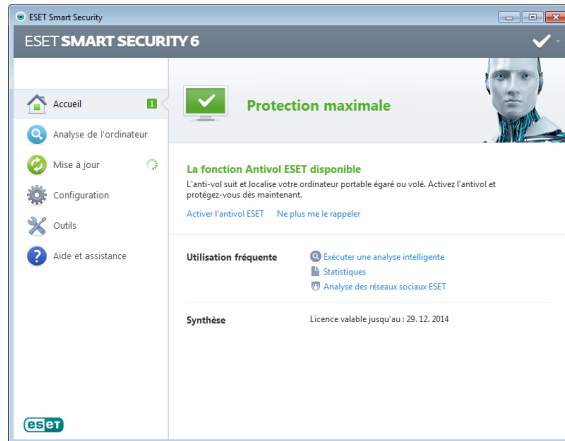 ESET Smart Security
ESET SMART SECURITY 6
Accueil 1
Analyse de l'ordinateur
Mise à jour
Configuration
Outils
Aide et assistance
Protection maximale
La fonction Antivol ESET disponible
L'anti-vol suit et localise votre ordinateur portable égaré ou volé. Activez l'antivol et
protégez-vous dès maintenant.
Activer l'antivol ESET Ne plus me le rappeler
Utilisation fréquente
Exécuter une analyse intelligente
Statistiques
Analyse des réseaux sociaux ESET
Synthèse
Licence valable jusqu'au : 29. 12. 2014
eset